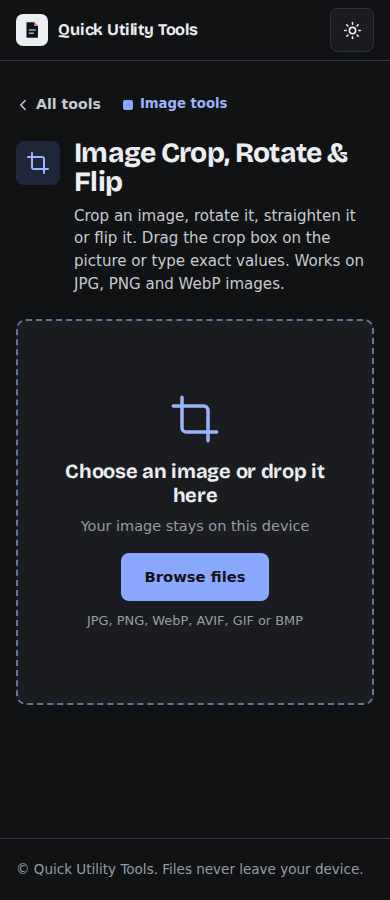 Quick Utility Tools
All tools
Image tools
Image Crop, Rotate &
Flip
Crop an image, rotate it, straighten it
or flip it. Drag the crop box on the
picture or type exact values. Works on
JPG, PNG and WebP images.
Choose an image or drop it
here
Your image stays on this device
Browse files
JPG, PNG, WebP, AVIF, GIF or BMP
© Quick Utility Tools. Files never leave your device.